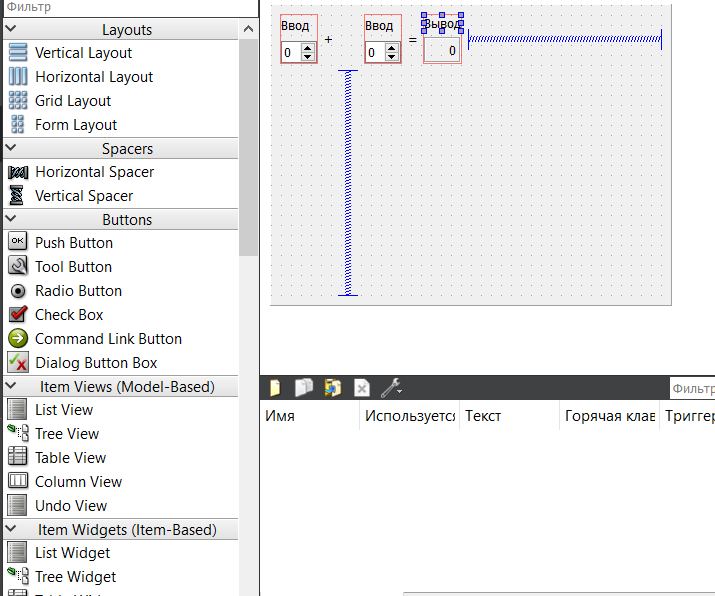 Фильтр
Layouts
Vertical Layout
Horizontal Layout
Grid Layout
Form Layout
Spacers
Horizontal Spacer
Vertical Spacer
Buttons
OK Push Button
Tool Button
Radio Button
Check Box
Command Link Button
Dialog Button Box
Item Views (Model-Based)
List View
Tree View
Table View
Column View
Undo View
Item Widgets (Item-Based)
List Widget
Tree Widget
Ввод Ввод Вывод
0 + 0 = 0
Фильтр
Имя Используется Текст Горячая клав Триггер